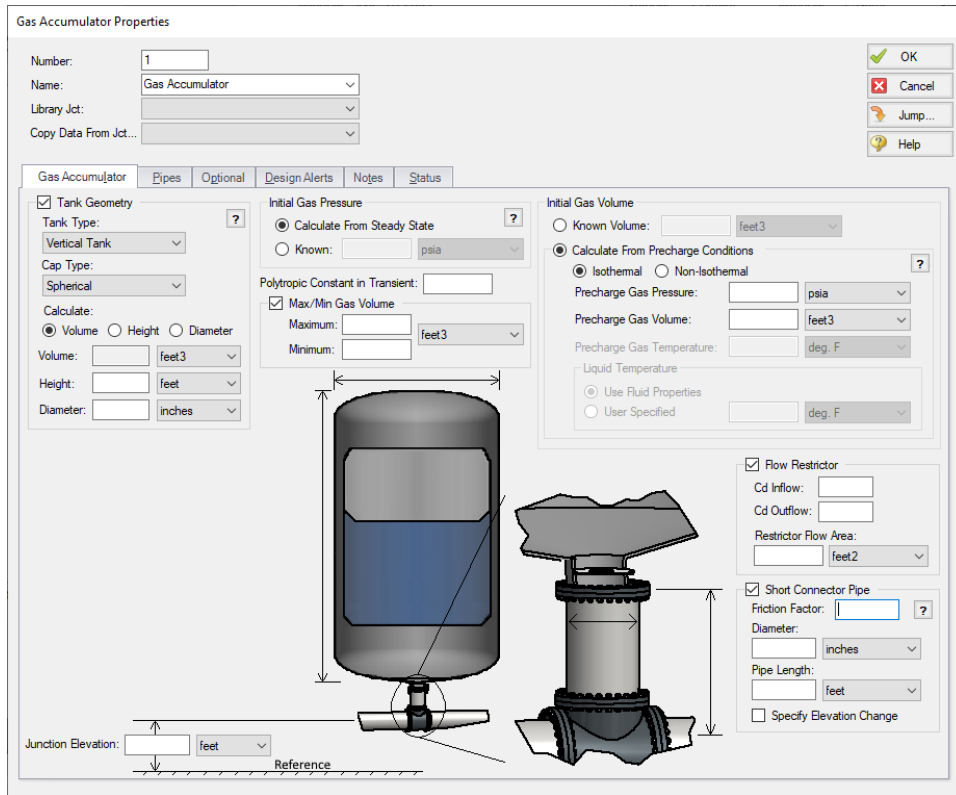 Gas Accumulator Properties
Number: 1
Name: Gas Accumulator
Library Jct:
Copy Data From Jct...
OK
Cancel
Jump...
Help
Gas Accumulator Pipes Optional Design Alerts Notes Status
Tank Geometry
?
Tank Type:
Vertical Tank
Cap Type:
Spherical
Calculate:
Volume Height Diameter
Volume: feet3
Height: feet
Diameter: inches
Initial Gas Pressure
Calculate From Steady State ?
Known: psia
Polytropic Constant in Transient:
Max/Min Gas Volume
Maximum:
feet3
Minimum:
Initial Gas Volume
Known Volume: feet3
Calculate From Precharge Conditions
?
Isothermal Non-Isothermal
Precharge Gas Pressure: psia
Precharge Gas Volume: feet3
Precharge Gas Temperature: deg. F
Liquid Temperature
Use Fluid Properties
User Specified deg. F
Flow Restrictor
Cd Inflow:
Cd Outflow:
Restrictor Flow Area:
feet2
Short Connector Pipe
Friction Factor: ?
Diameter:
inches
Pipe Length:
feet
Specify Elevation Change
Junction Elevation: feet
Reference